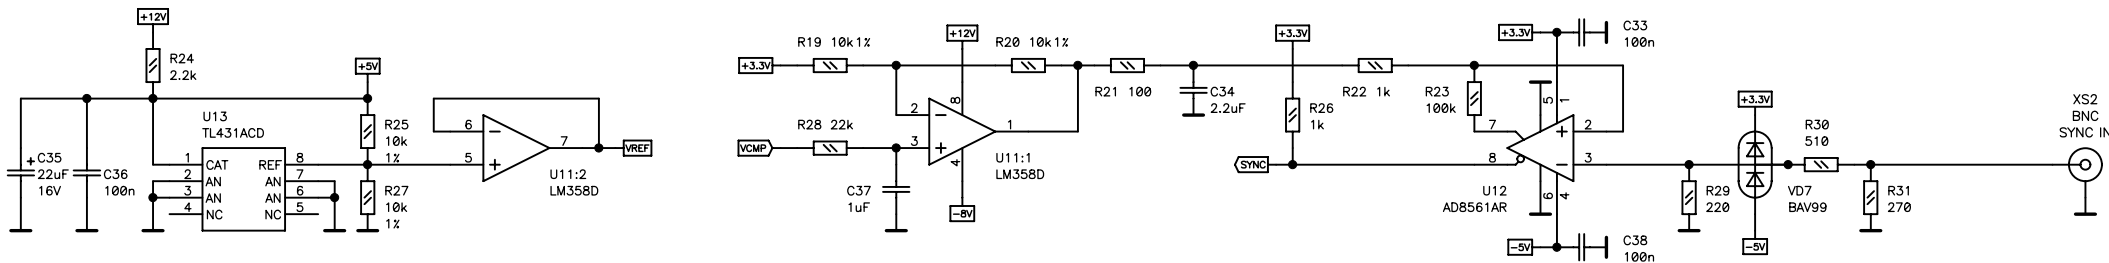 +12V
R24
2.2k
+5V
U13
TL431ACD
1 CAT REF 8
2 AN AN 7
3 AN AN 6
4 NC NC 5
+ C35
22uF
16V
C36
100n
R25
10k
1%
R27
10k
1%
6
5
7
U11:2
LM358D
VREF
R19 10k1%
+3.3V
+12V
R20 10k1%
R28 22k
VCMP
C37
1uF
2
3
8
4
1
U11:1
LM358D
-8V
R21 100
C34
2.2uF
+3.3V
R26
1k
SYNC
R22 1k
R23
100k
+3.3V
C33
100n
5
1
7
8
2
3
6
4
U12
AD8561AR
-5V
C38
100n
R29
220
+3.3V
VD7
BAV99
-5V
R30
510
R31
270
XS2
BNC
SYNC IN